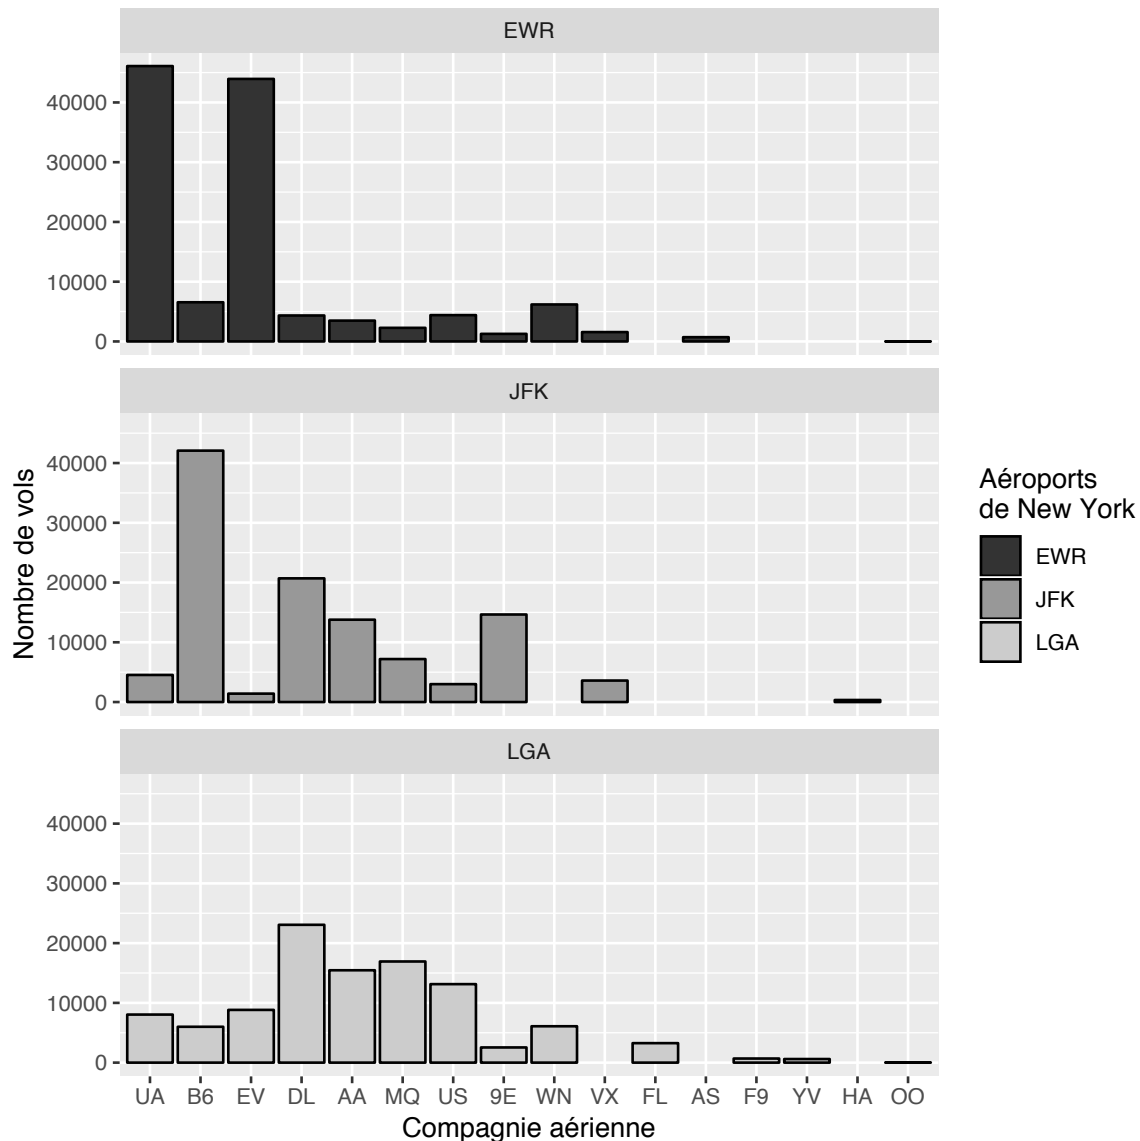 EWR
40000
30000
20000
10000
0
JFK
40000
30000
20000
10000
0
LGA
40000
30000
20000
10000
0
UA B6 EV DL AA MQ US 9E WN VX FL AS F9 YV HA OO
Compagnie aérienne
Nombre de vols
Aéroports
de New York
EWR
JFK
LGA